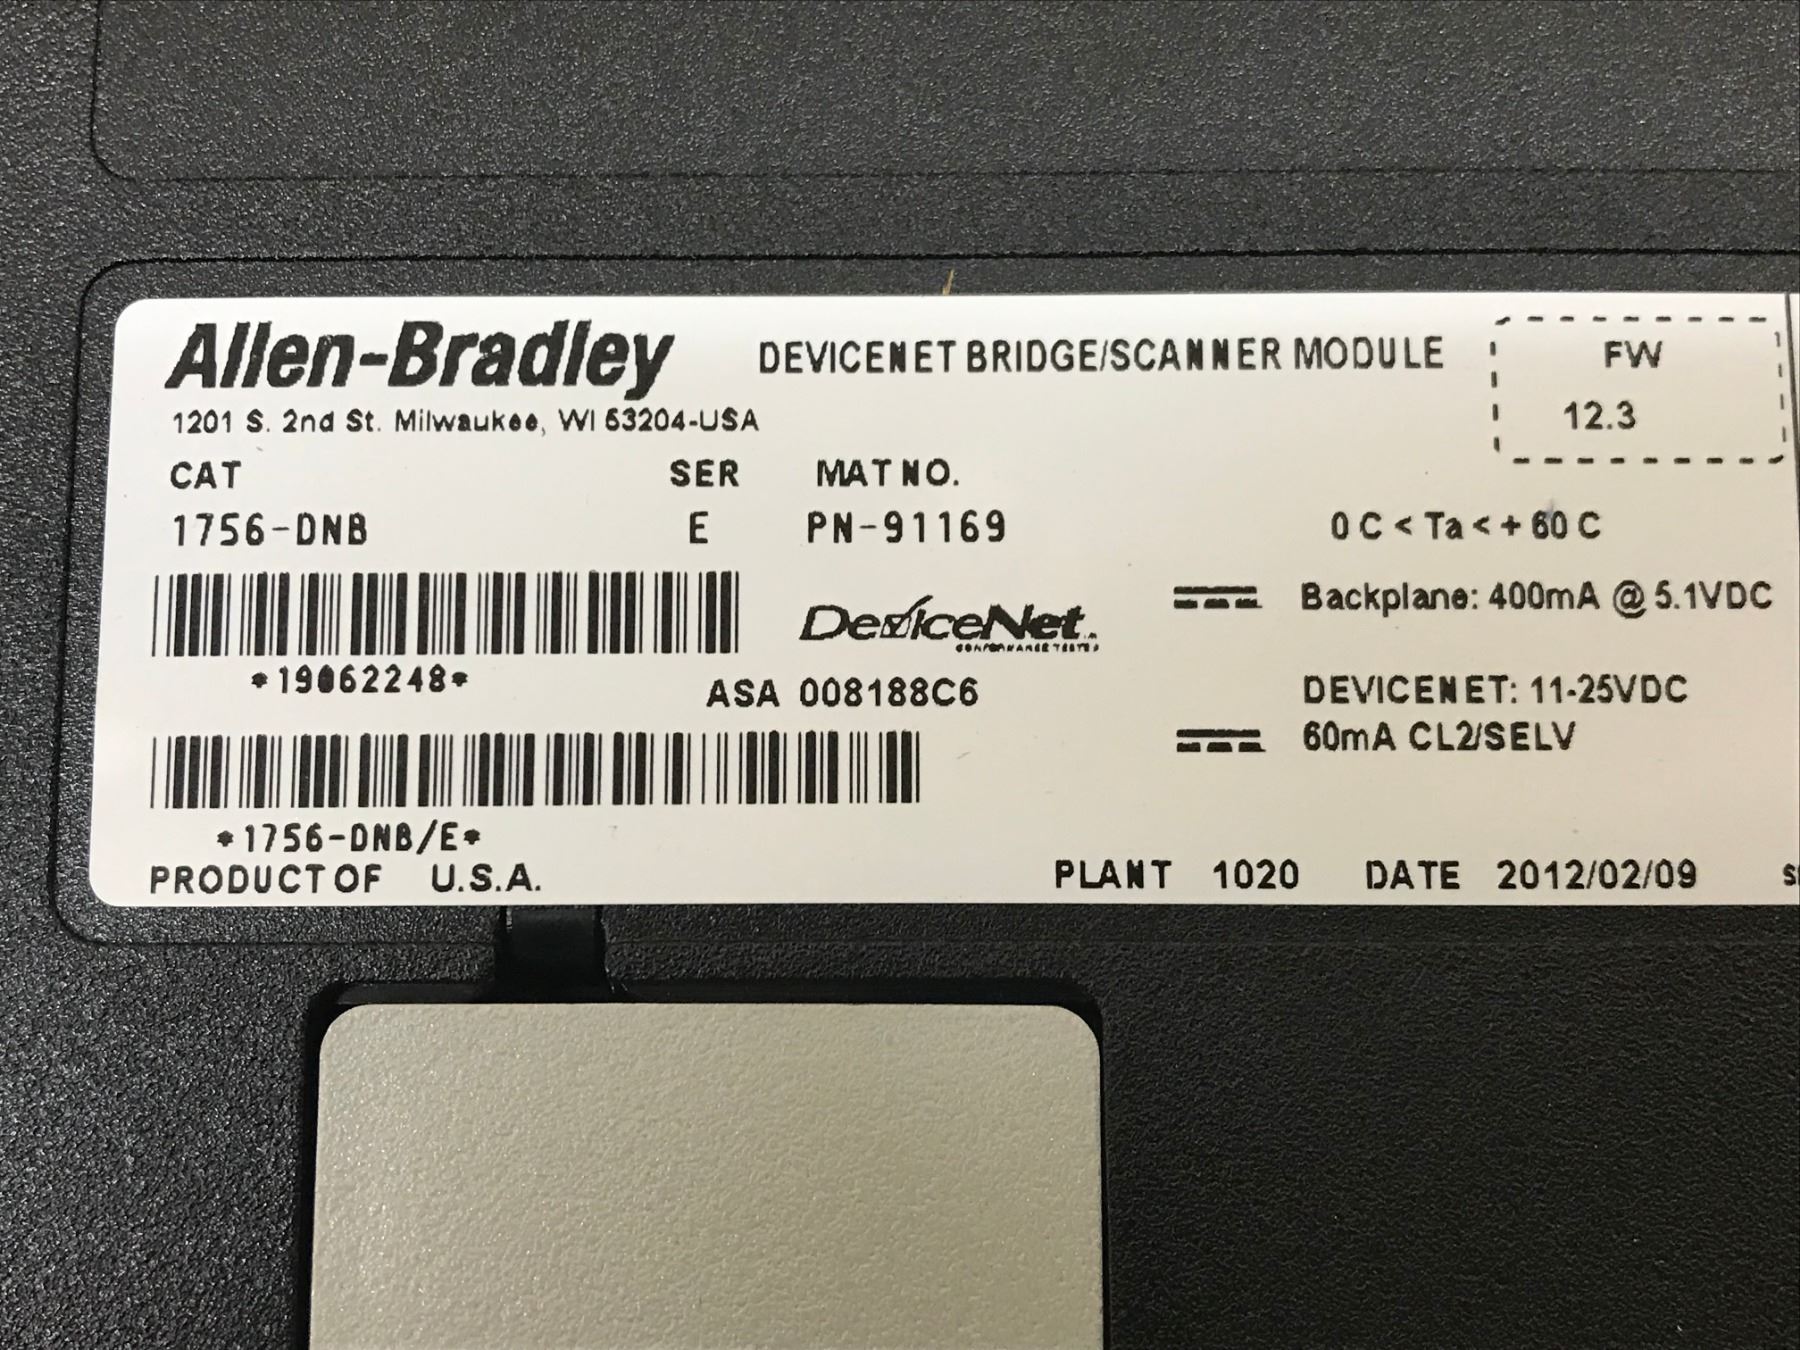 Allen-Bradley
DEVICENET BRIDGE/SCANNER MODULE
FW
12.3
1201 S. 2nd St. Milwaukee, WI 53204-USA
CAT SER MAT NO.
1756-DNB E PN-91169
0 C < Ta < + 60 C
Backplane: 400mA @ 5.1VDC
DeviceNet
CONFORMANCE TESTED
*19062248*
ASA 008188C6
DEVICENET: 11-25VDC
60mA CL2/SELV
*1756-DNB/E*
PRODUCT OF U.S.A.
PLANT 1020 DATE 2012/02/09